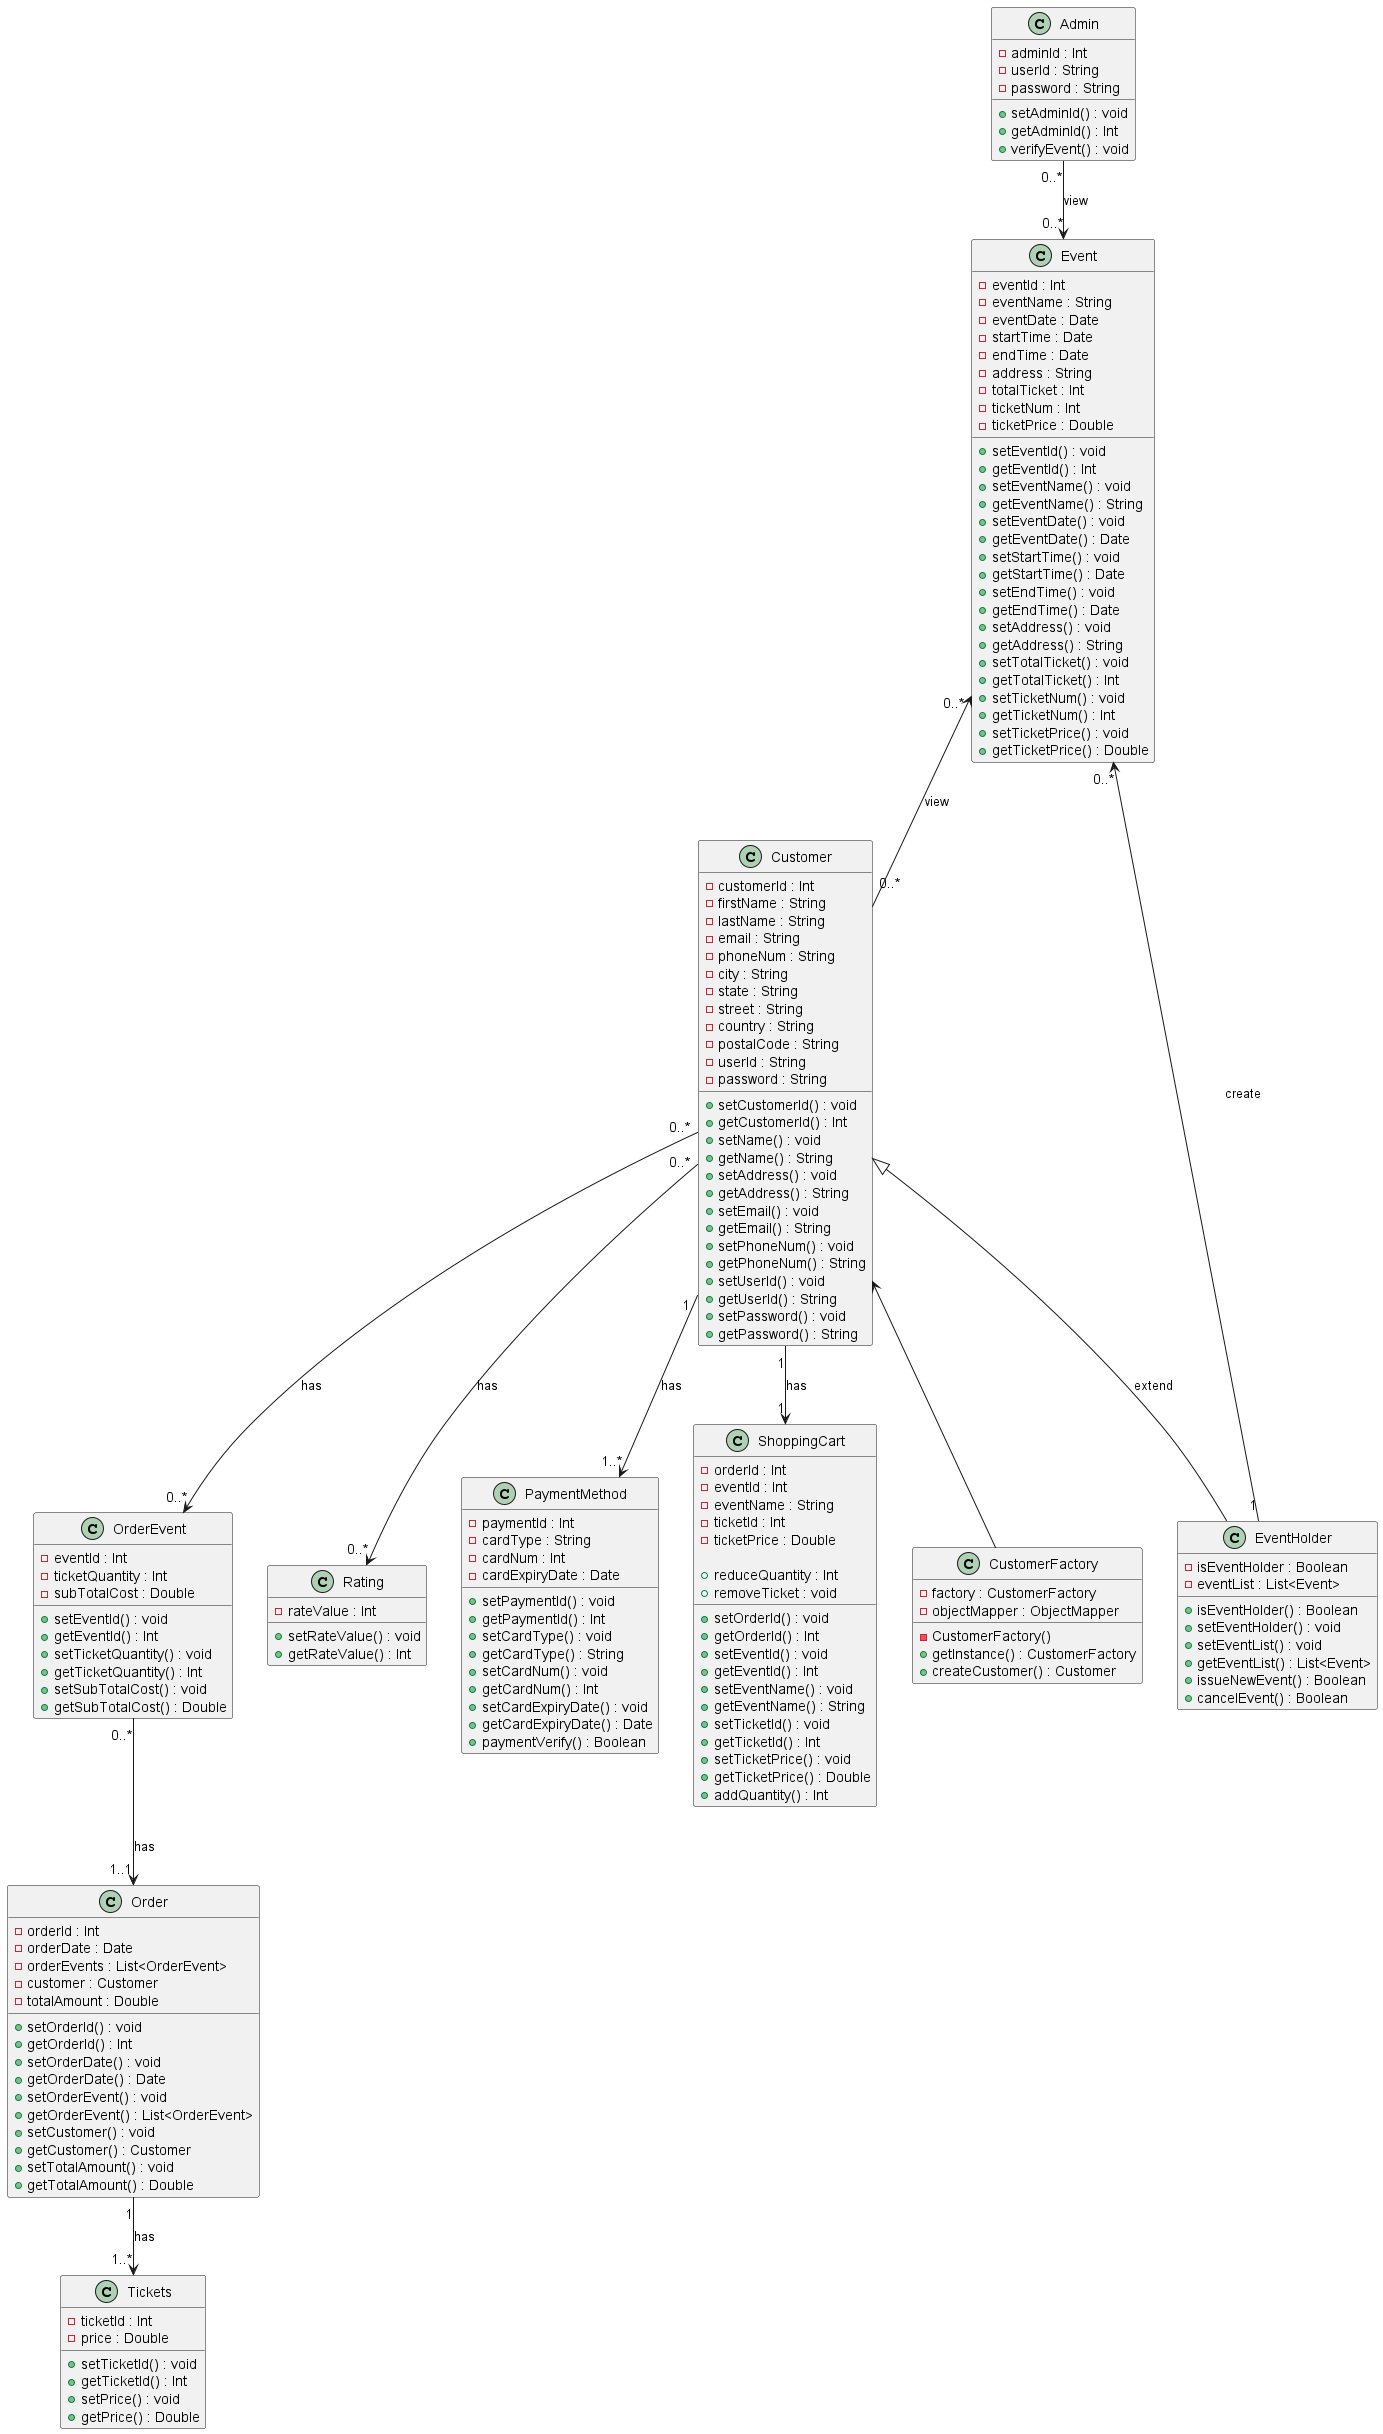 C Admin
adminId : Int
userId : String
password : String
setAdminId() : void
getAdminId() : Int
verifyEvent() : void
0..*
view
0..*
C Event
eventId : Int
eventName : String
eventDate : Date
startTime : Date
endTime : Date
address : String
totalTicket : Int
ticketNum : Int
ticketPrice : Double
setEventId() : void
getEventId() : Int
setEventName() : void
getEventName() : String
setEventDate() : void
getEventDate() : Date
setStartTime() : void
getStartTime() : Date
setEndTime() : void
getEndTime() : Date
setAddress() : void
getAddress() : String
setTotalTicket() : void
getTotalTicket() : Int
setTicketNum() : void
getTicketNum() : Int
setTicketPrice() : void
getTicketPrice() : Double
0..*
0..*
view
0..*
create
1
C Customer
customerId : Int
firstName : String
lastName : String
email : String
phoneNum : String
city : String
state : String
street : String
country : String
postalCode : String
userId : String
password : String
setCustomerId() : void
getCustomerId() : Int
setName() : void
getName() : String
setAddress() : void
getAddress() : String
setEmail() : void
getEmail() : String
setPhoneNum() : void
getPhoneNum() : String
setUserId() : void
getUserId() : String
setPassword() : void
getPassword() : String
0..*
0..*
1
1
has
has
has
has
extend
0..*
0..*
1..*
1
C OrderEvent
eventId : Int
ticketQuantity : Int
subTotalCost : Double
setEventId() : void
getEventId() : Int
setTicketQuantity() : void
getTicketQuantity() : Int
setSubTotalCost() : void
getSubTotalCost() : Double
C Rating
rateValue : Int
setRateValue() : void
getRateValue() : Int
C PaymentMethod
paymentId : Int
cardType : String
cardNum : Int
cardExpiryDate : Date
setPaymentId() : void
getPaymentId() : Int
setCardType() : void
getCardType() : String
setCardNum() : void
getCardNum() : Int
setCardExpiryDate() : void
getCardExpiryDate() : Date
paymentVerify() : Boolean
C ShoppingCart
orderId : Int
eventId : Int
eventName : String
ticketId : Int
ticketPrice : Double
reduceQuantity : Int
removeTicket : void
setOrderId() : void
getOrderId() : Int
setEventId() : void
getEventId() : Int
setEventName() : void
getEventName() : String
setTicketId() : void
getTicketId() : Int
setTicketPrice() : void
getTicketPrice() : Double
addQuantity() : Int
C CustomerFactory
factory : CustomerFactory
objectMapper : ObjectMapper
CustomerFactory()
getInstance() : CustomerFactory
createCustomer() : Customer
C EventHolder
isEventHolder : Boolean
eventList : List<Event>
isEventHolder() : Boolean
setEventHolder() : void
setEventList() : void
getEventList() : List<Event>
issueNewEvent() : Boolean
cancelEvent() : Boolean
0..*
has
1..1
C Order
orderId : Int
orderDate : Date
orderEvents : List<OrderEvent>
customer : Customer
totalAmount : Double
setOrderId() : void
getOrderId() : Int
setOrderDate() : void
getOrderDate() : Date
setOrderEvent() : void
getOrderEvent() : List<OrderEvent>
setCustomer() : void
getCustomer() : Customer
setTotalAmount() : void
getTotalAmount() : Double
1
has
1..*
C Tickets
ticketId : Int
price : Double
setTicketId() : void
getTicketId() : Int
setPrice() : void
getPrice() : Double